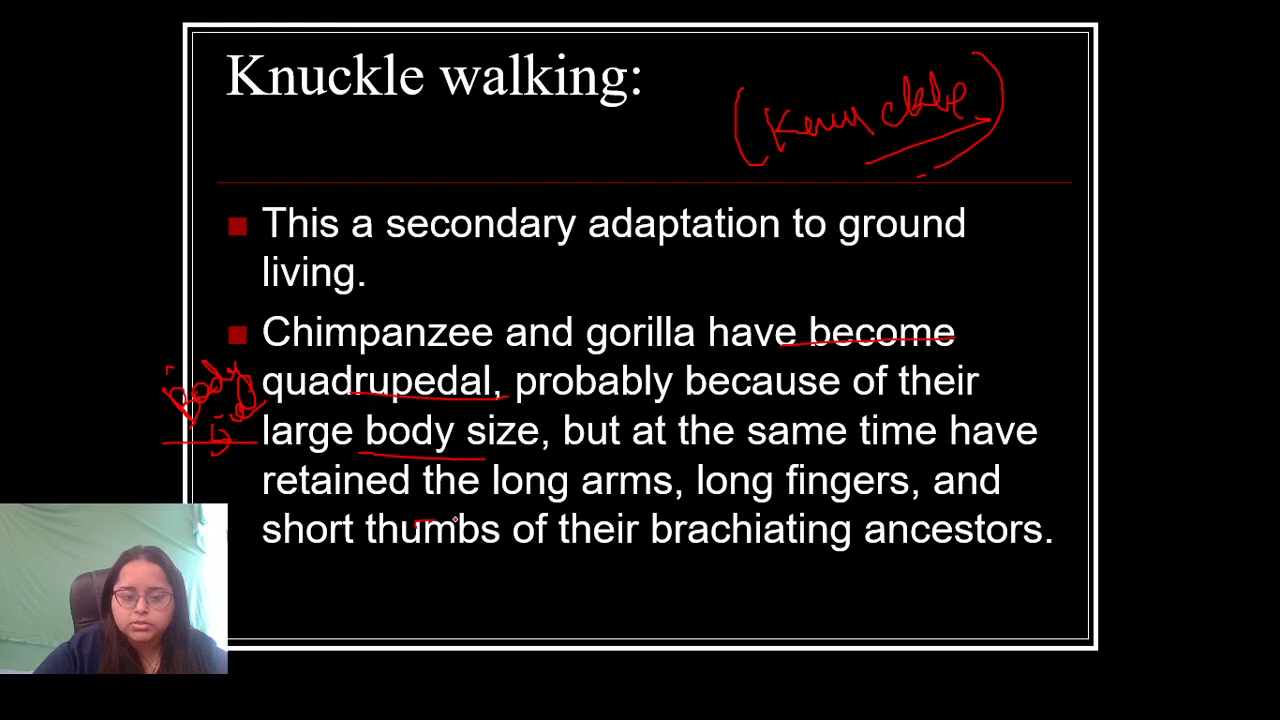 Knuckle walking:
(Knuckle)
This a secondary adaptation to ground
living.
Chimpanzee and gorilla have become
quadrupedal, probably because of their
large body size, but at the same time have
retained the long arms, long fingers, and
short thumbs of their brachiating ancestors.
Body